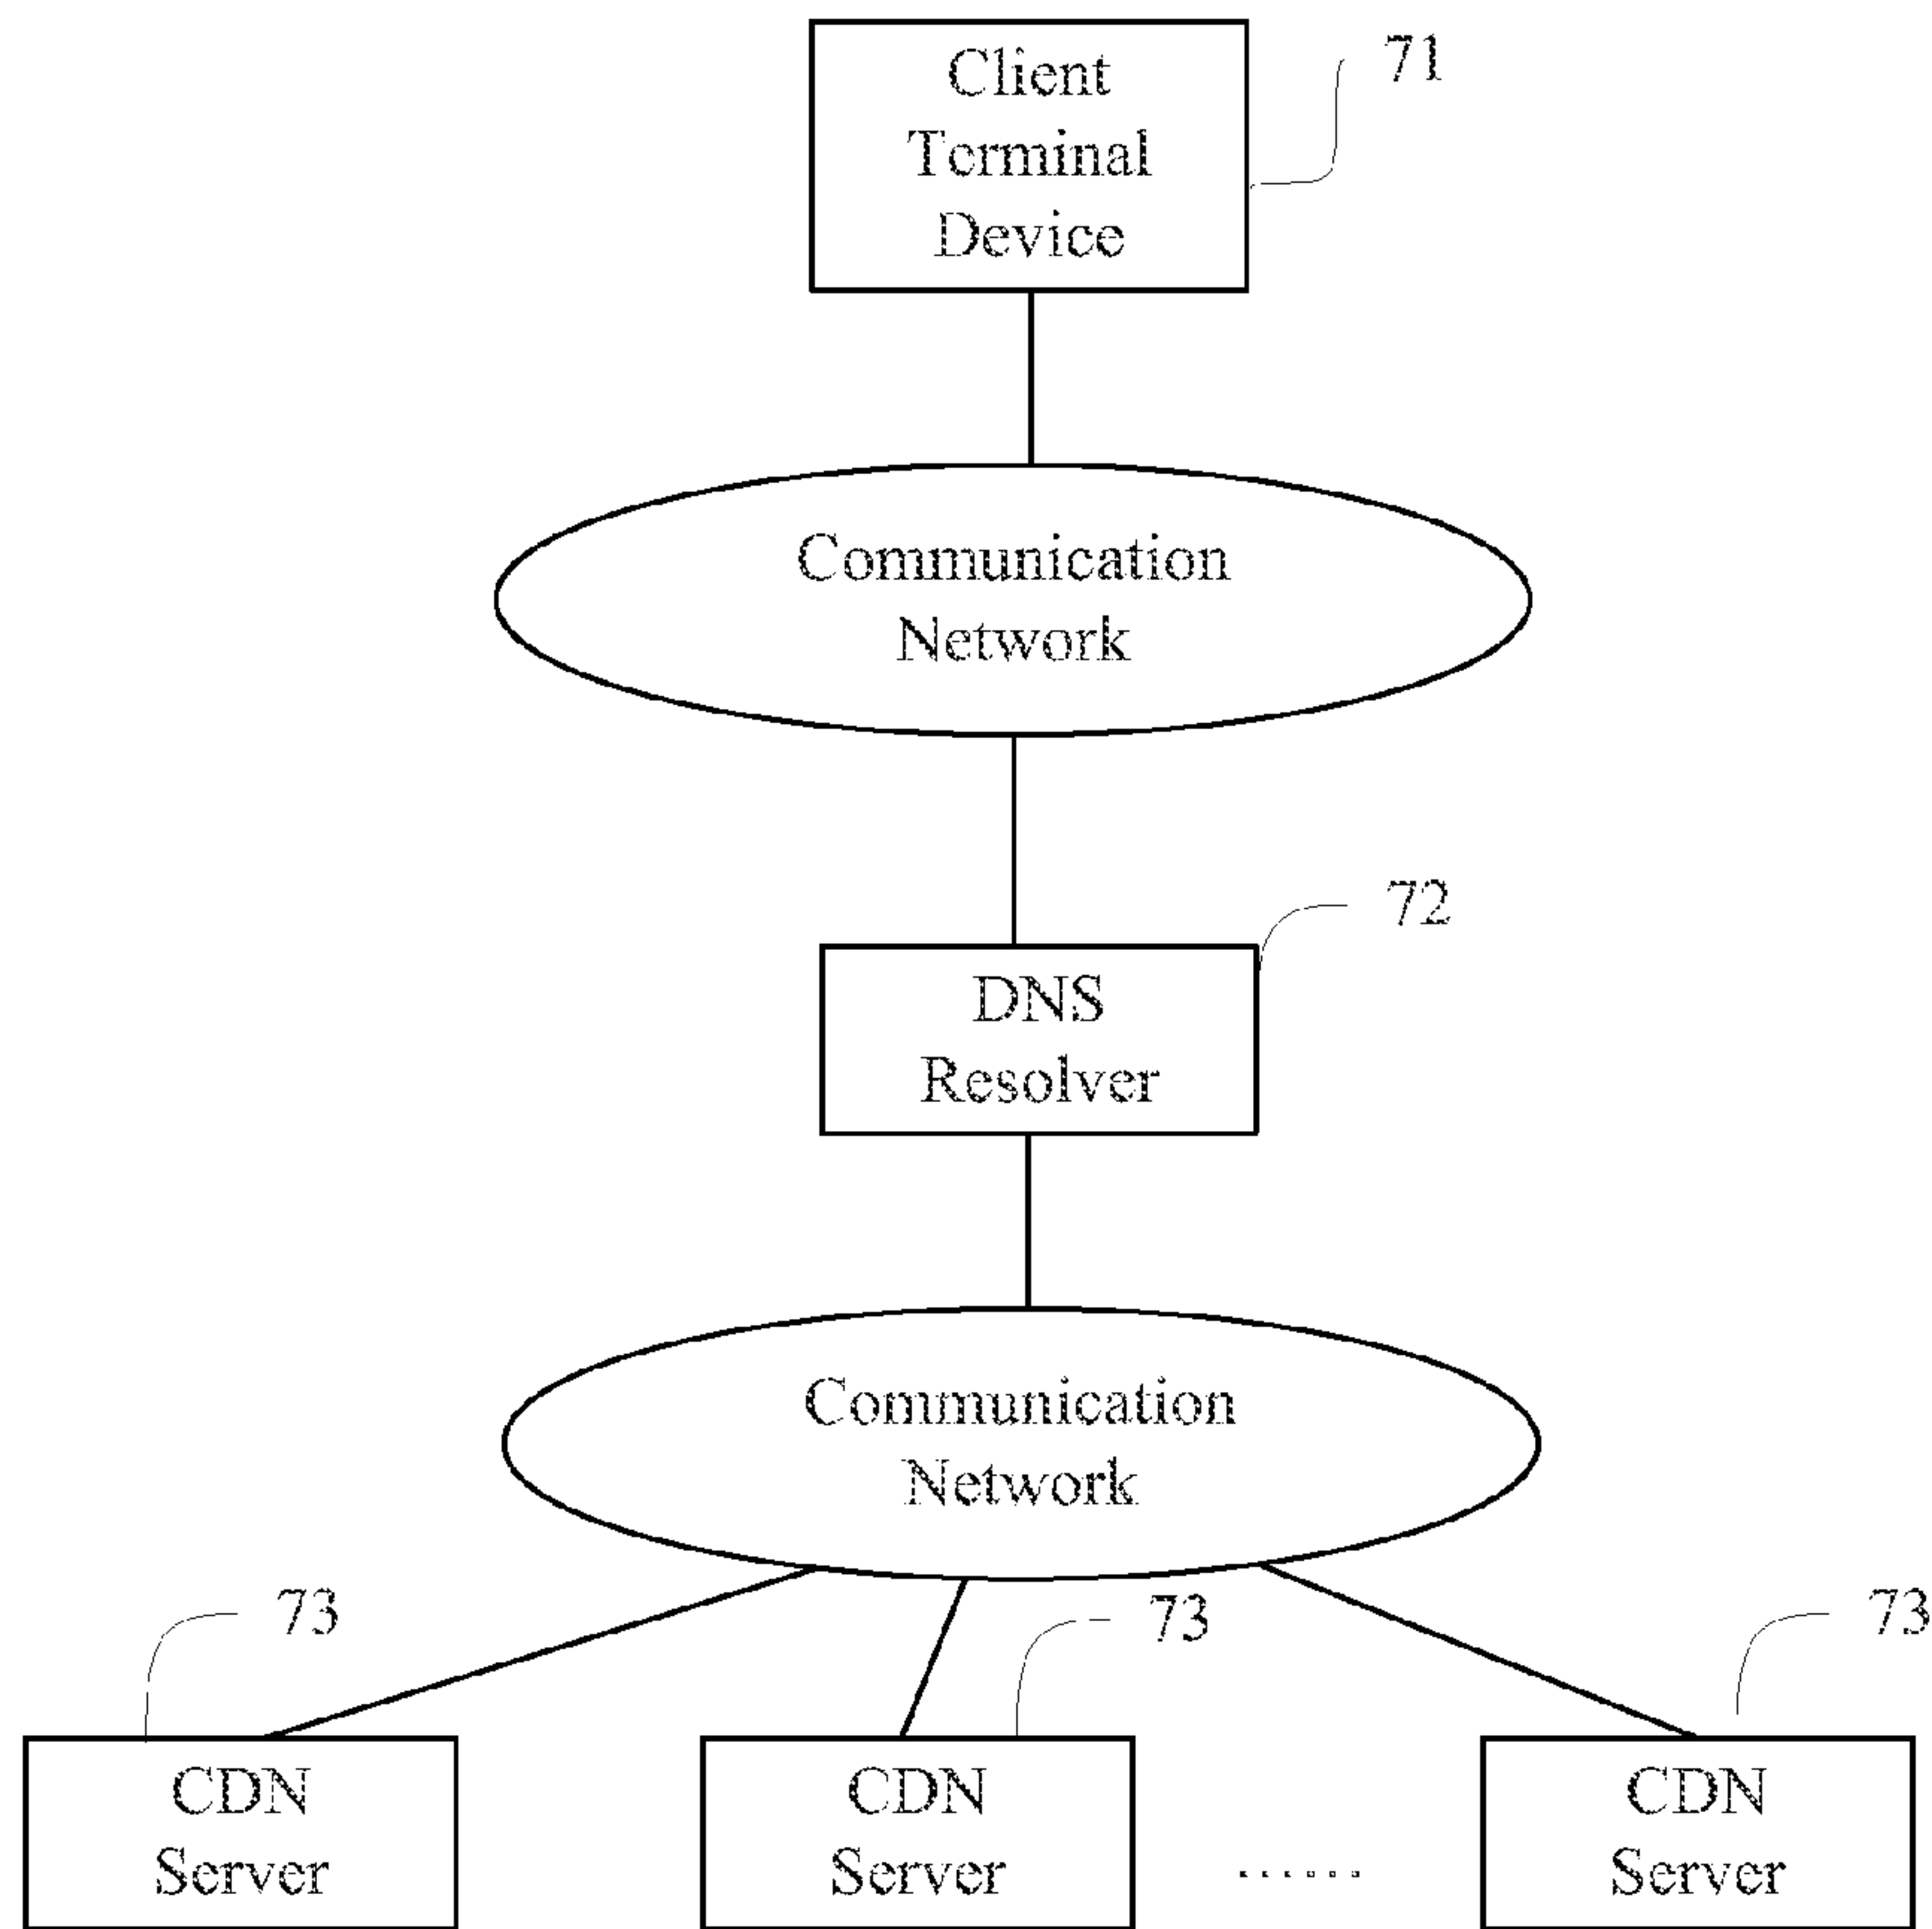 Client
Terminal
Device
71
Communication
Network
72
DNS
Resolver
Communication
Network
73
73
73
CDN
Server
CDN
Server
......
CDN
Server